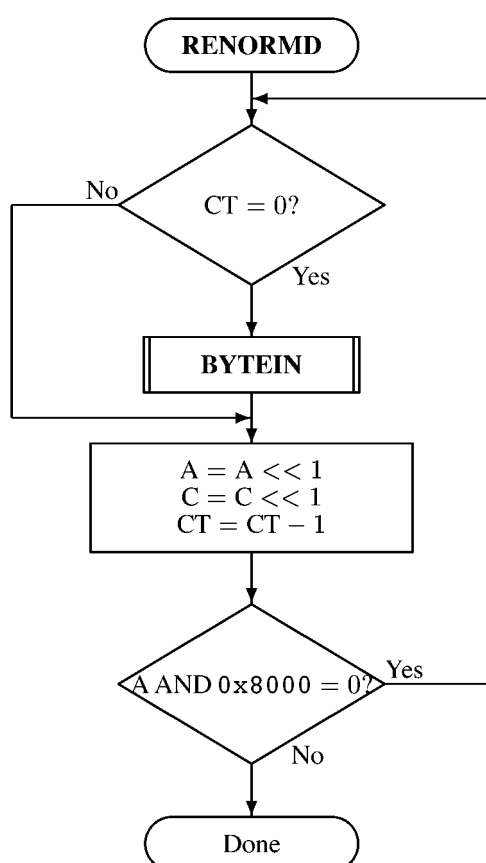 RENORMD
CT = 0?
No
Yes
BYTEIN
A = A << 1
C = C << 1
CT = CT − 1
A AND 0x8000 = 0?
Yes
No
Done